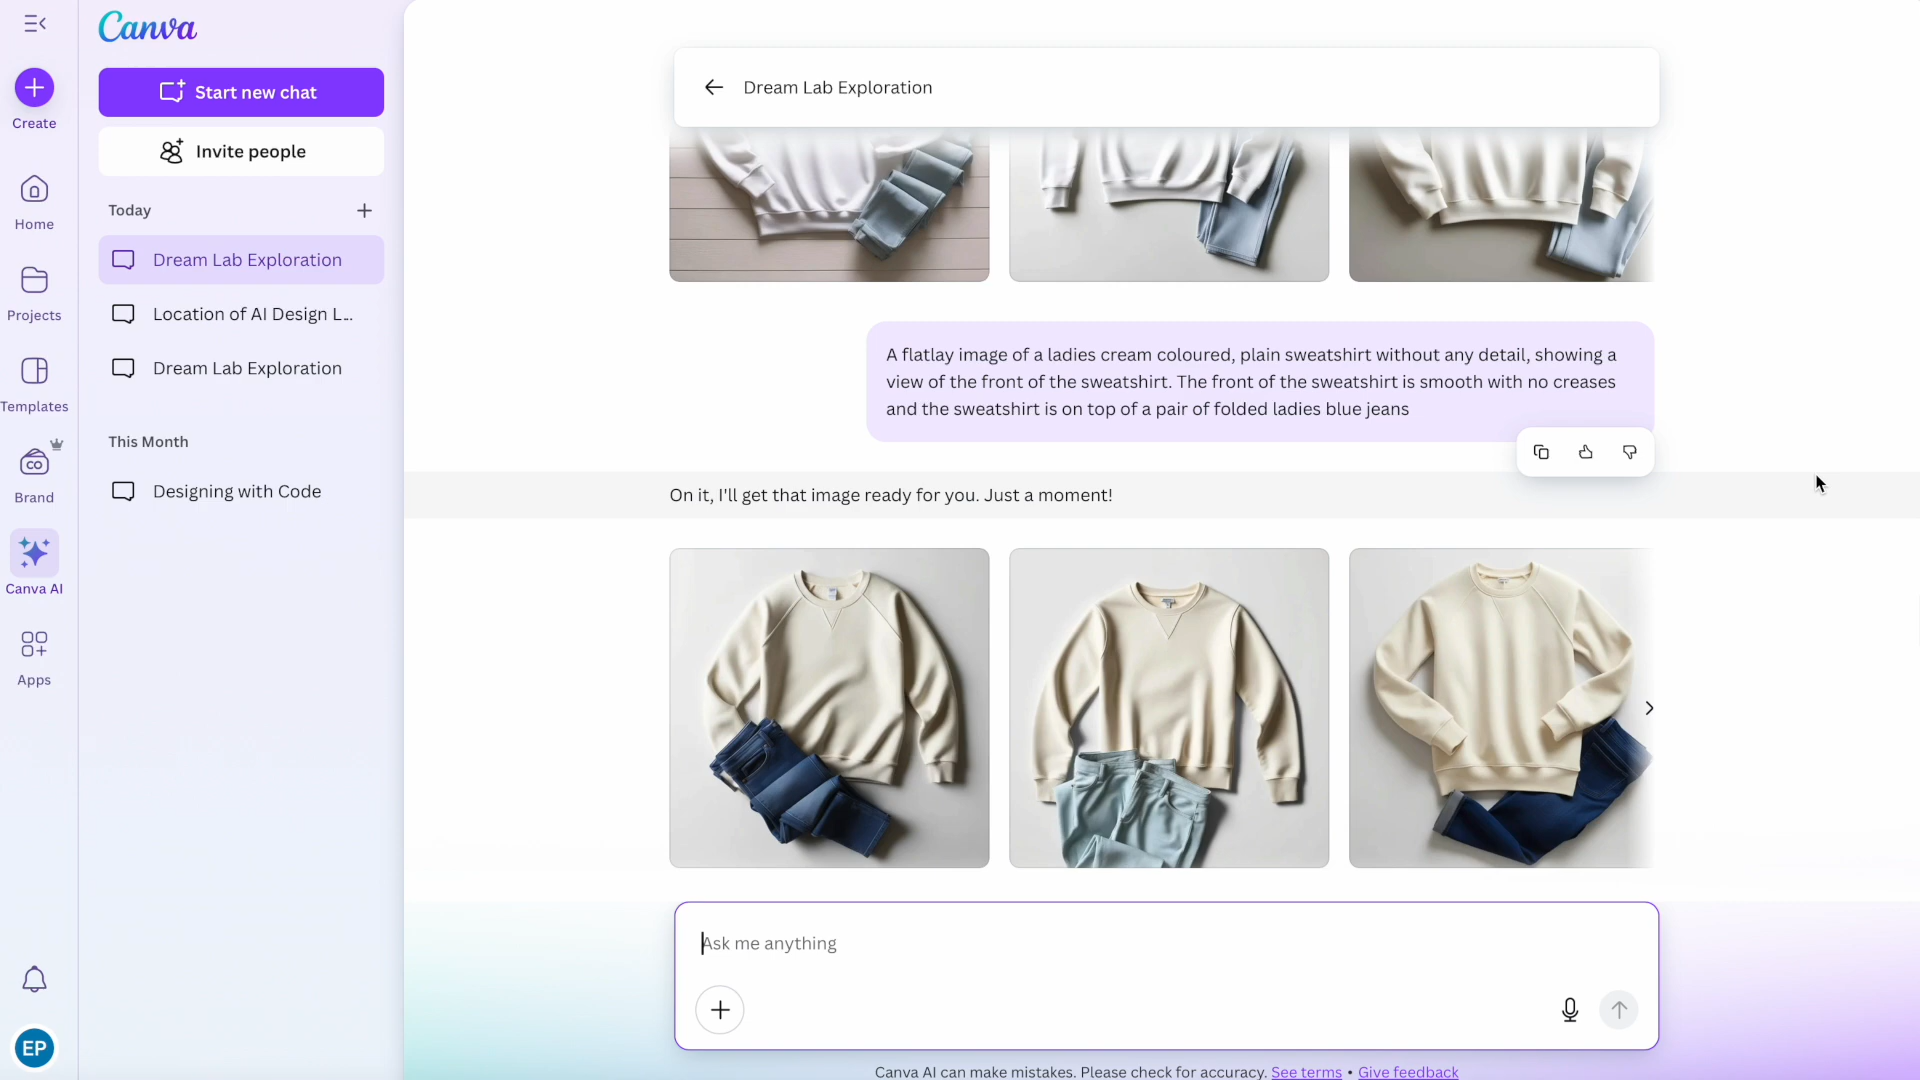 Canva
Start new chat
Invite people
Today
Dream Lab Exploration
Location of AI Design L...
Dream Lab Exploration
This Month
Designing with Code
Create
Home
Projects
Templates
CO
Brand
Canva AI
Apps
EP
Dream Lab Exploration
A flatlay image of a ladies cream coloured, plain sweatshirt without any detail, showing a
view of the front of the sweatshirt. The front of the sweatshirt is smooth with no creases
and the sweatshirt is on top of a pair of folded ladies blue jeans
On it, I'll get that image ready for you. Just a moment!
Ask me anything
Canva AI can make mistakes. Please check for accuracy. See terms • Give feedback